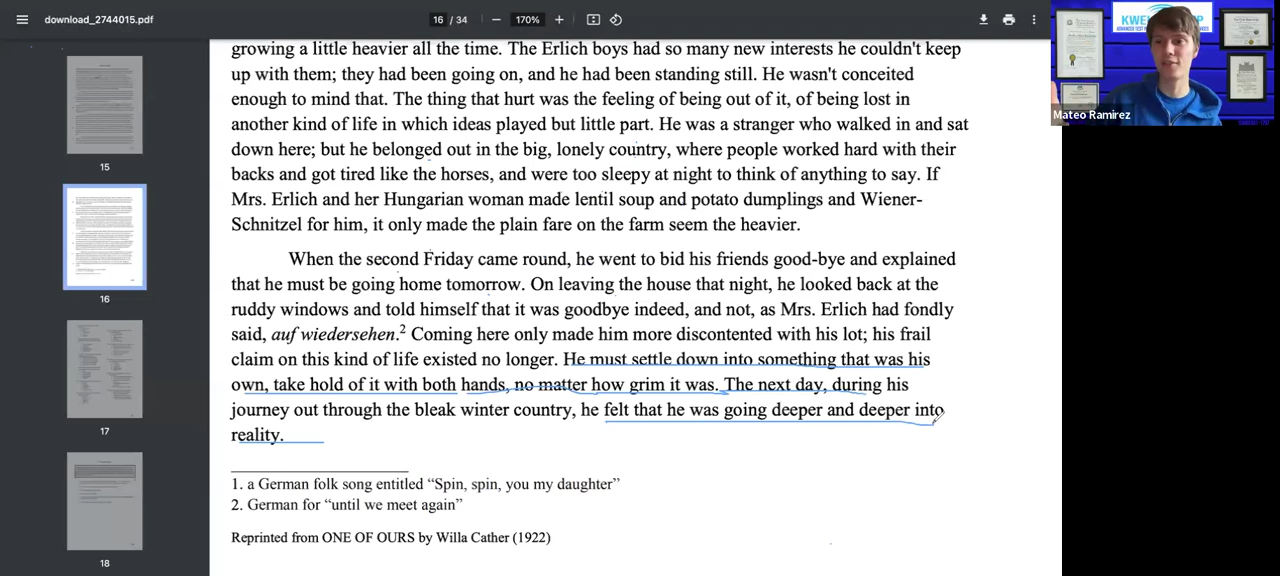 download_2744015.pdf
16 / 34
170%
KWEL
ADVANCED TEST
Mateo Ramirez
15
16
17
18
growing a little heavier all the time. The Erlich boys had so many new interests he couldn't keep
up with them; they had been going on, and he had been standing still. He wasn't conceited
enough to mind that. The thing that hurt was the feeling of being out of it, of being lost in
another kind of life in which ideas played but little part. He was a stranger who walked in and sat
down here; but he belonged out in the big, lonely country, where people worked hard with their
backs and got tired like the horses, and were too sleepy at night to think of anything to say. If
Mrs. Erlich and her Hungarian woman made lentil soup and potato dumplings and Wiener-
Schnitzel for him, it only made the plain fare on the farm seem the heavier.
When the second Friday came round, he went to bid his friends good-bye and explained
that he must be going home tomorrow. On leaving the house that night, he looked back at the
ruddy windows and told himself that it was goodbye indeed, and not, as Mrs. Erlich had fondly
said, auf wiedersehen.2 Coming here only made him more discontented with his lot; his frail
claim on this kind of life existed no longer. He must settle down into something that was his
own, take hold of it with both hands, no matter how grim it was. The next day, during his
journey out through the bleak winter country, he felt that he was going deeper and deeper into
reality.
1. a German folk song entitled “Spin, spin, you my daughter”
2. German for “until we meet again”
Reprinted from ONE OF OURS by Willa Cather (1922)